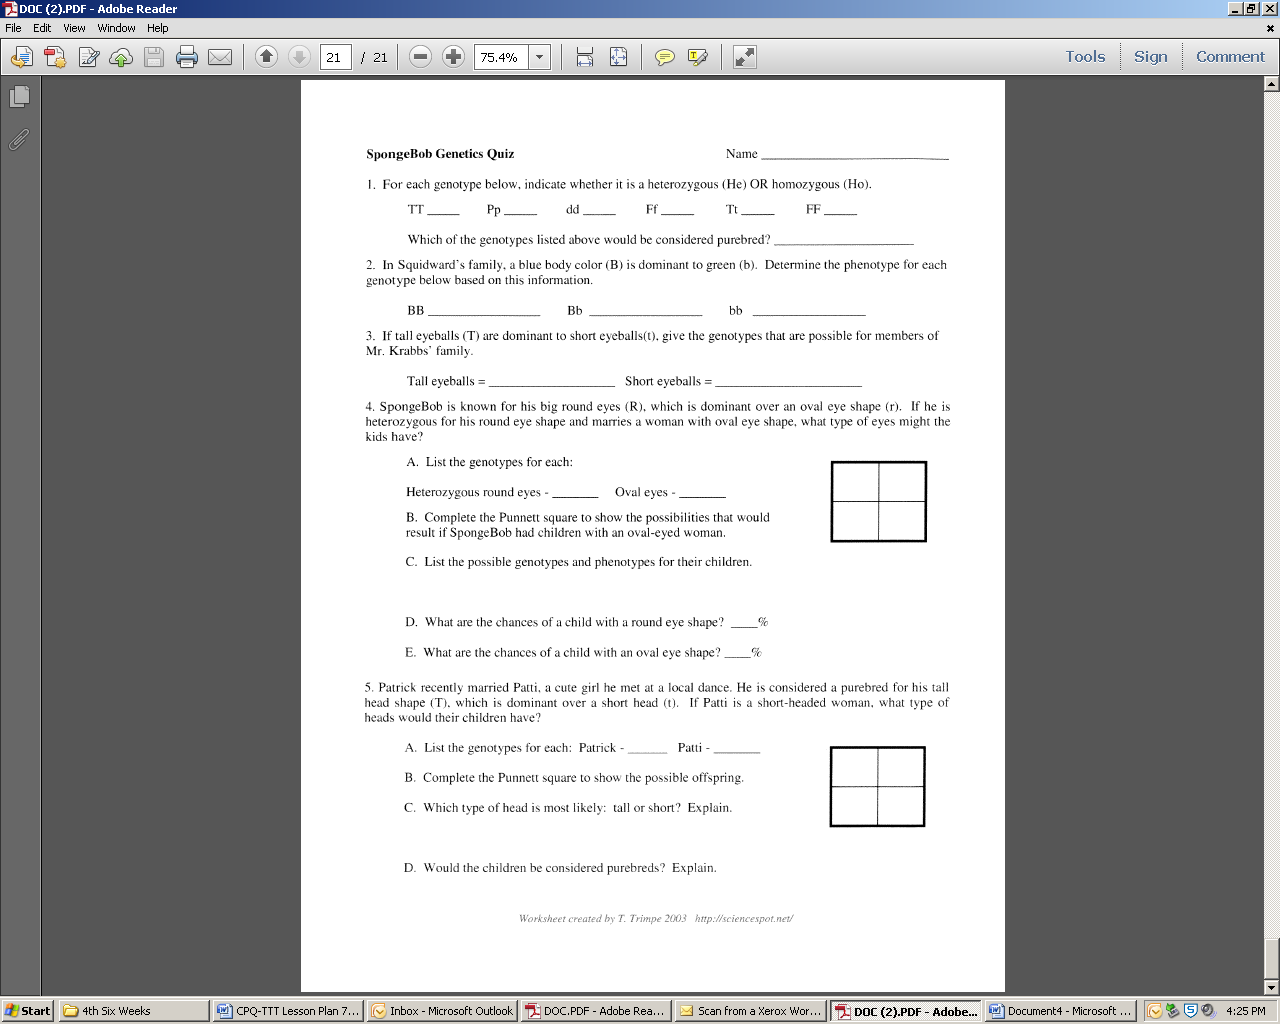 DOC (2).PDF - Adobe Reader
File Edit View Window Help
21 / 21 75.4% Tools Sign Comment
SpongeBob Genetics Quiz Name ____________________
1. For each genotype below, indicate whether it is a heterozygous (He) OR homozygous (Ho).
TT _____ Pp _____ dd _____ Ff _____ Tt _____ FF _____
Which of the genotypes listed above would be considered purebred? ____________________
2. In Squidward's family, a blue body color (B) is dominant to green (b). Determine the phenotype for each
genotype below based on this information.
BB ________________ Bb ________________ bb ________________
3. If tall eyeballs (T) are dominant to short eyeballs(t), give the genotypes that are possible for members of
Mr. Krabbs' family.
Tall eyeballs = __________________ Short eyeballs = _____________________
4. SpongeBob is known for his big round eyes (R), which is dominant over an oval eye shape (r). If he is
heterozygous for his round eye shape and marries a woman with oval eye shape, what type of eyes might the
kids have?
A. List the genotypes for each:
Heterozygous round eyes - _______ Oval eyes - _______
B. Complete the Punnett square to show the possibilities that would
result if SpongeBob had children with an oval-eyed woman.
C. List the possible genotypes and phenotypes for their children.
D. What are the chances of a child with a round eye shape? ____%
E. What are the chances of a child with an oval eye shape? ____%
5. Patrick recently married Patti, a cute girl he met at a local dance. He is considered a purebred for his tall
head shape (T), which is dominant over a short head (t). If Patti is a short-headed woman, what type of
heads would their children have?
A. List the genotypes for each: Patrick - ______ Patti - _______
B. Complete the Punnett square to show the possible offspring.
C. Which type of head is most likely: tall or short? Explain.
D. Would the children be considered purebreds? Explain.
Worksheet created by T. Trimpe 2003 http://sciencespot.net/
Start 4th Six Weeks CPQ-TTT Lesson Plan 7... Inbox - Microsoft Outlook DOC.PDF - Adobe Rea... Scan from a Xerox Wor... DOC (2).PDF - Adobe... Document4 - Microsoft ... 4:25 PM